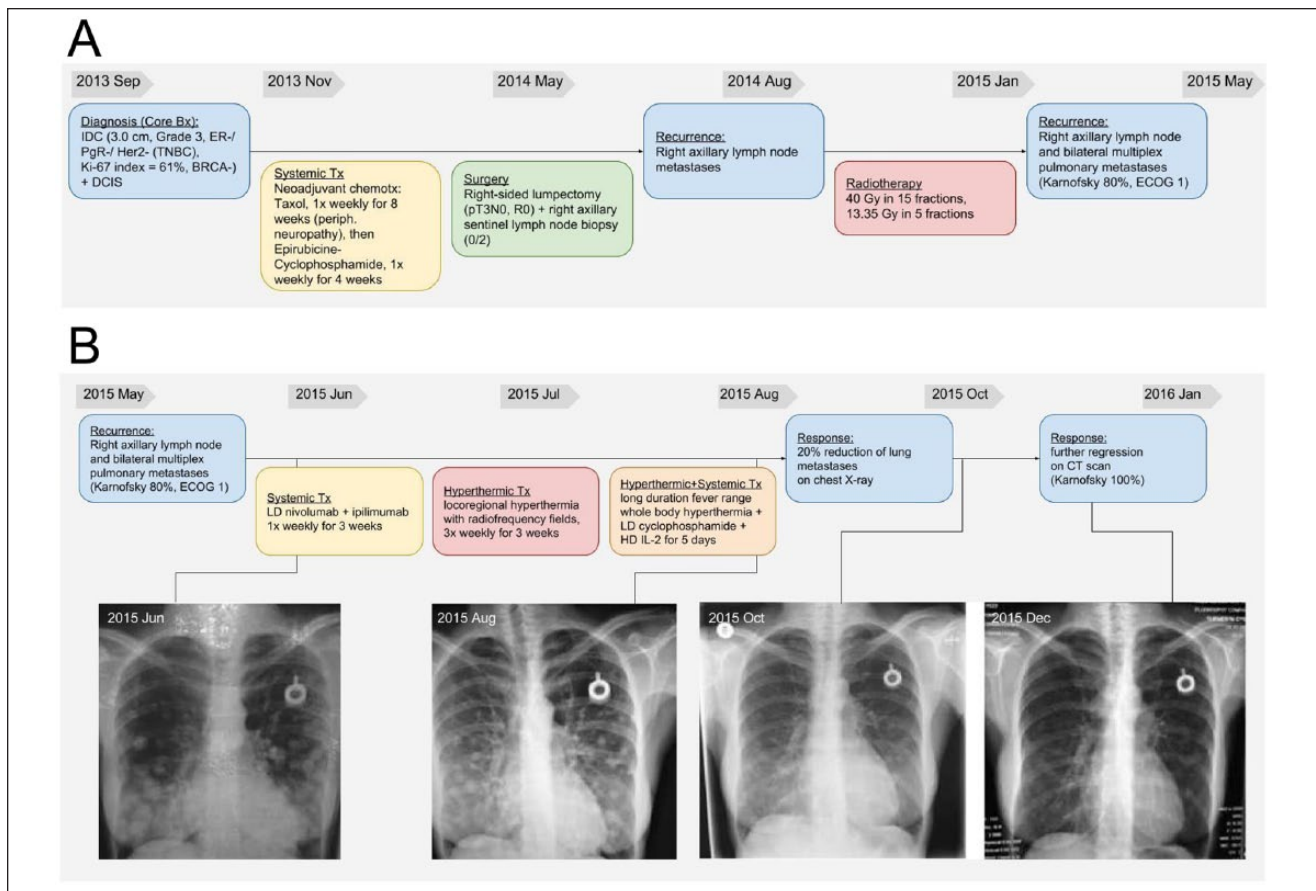 A
2013 Sep
2013 Nov
2014 May
2014 Aug
2015 Jan
2015 May
Diagnosis (Core Bx):
IDC (3.0 cm, Grade 3, ER-/
PgR-/ Her2- (TNBC),
Ki-67 index = 61%, BRCA-)
+ DCIS
Systemic Tx
Neoadjuvant chemotx:
Taxol, 1x weekly for 8
weeks (periph.
neuropathy), then
Epirubicine-
Cyclophosphamide, 1x
weekly for 4 weeks
Surgery
Right-sided lumpectomy
(pT3N0, R0) + right axillary
sentinel lymph node biopsy
(0/2)
Recurrence:
Right axillary lymph node
metastases
Radiotherapy
40 Gy in 15 fractions,
13.35 Gy in 5 fractions
Recurrence:
Right axillary lymph node
and bilateral multiplex
pulmonary metastases
(Karnofsky 80%, ECOG 1)
B
2015 May
2015 Jun
2015 Jul
2015 Aug
2015 Oct
2016 Jan
Recurrence:
Right axillary lymph node
and bilateral multiplex
pulmonary metastases
(Karnofsky 80%, ECOG 1)
Systemic Tx
LD nivolumab + ipilimumab
1x weekly for 3 weeks
Hyperthermic Tx
locoregional hyperthermia
with radiofrequency fields,
3x weekly for 3 weeks
Hyperthermic+Systemic Tx
long duration fever range
whole body hyperthermia +
LD cyclophosphamide +
HD IL-2 for 5 days
Response:
20% reduction of lung
metastases
on chest X-ray
Response:
further regression
on CT scan
(Karnofsky 100%)
2015 Jun
2015 Aug
2015 Oct
2015 Dec